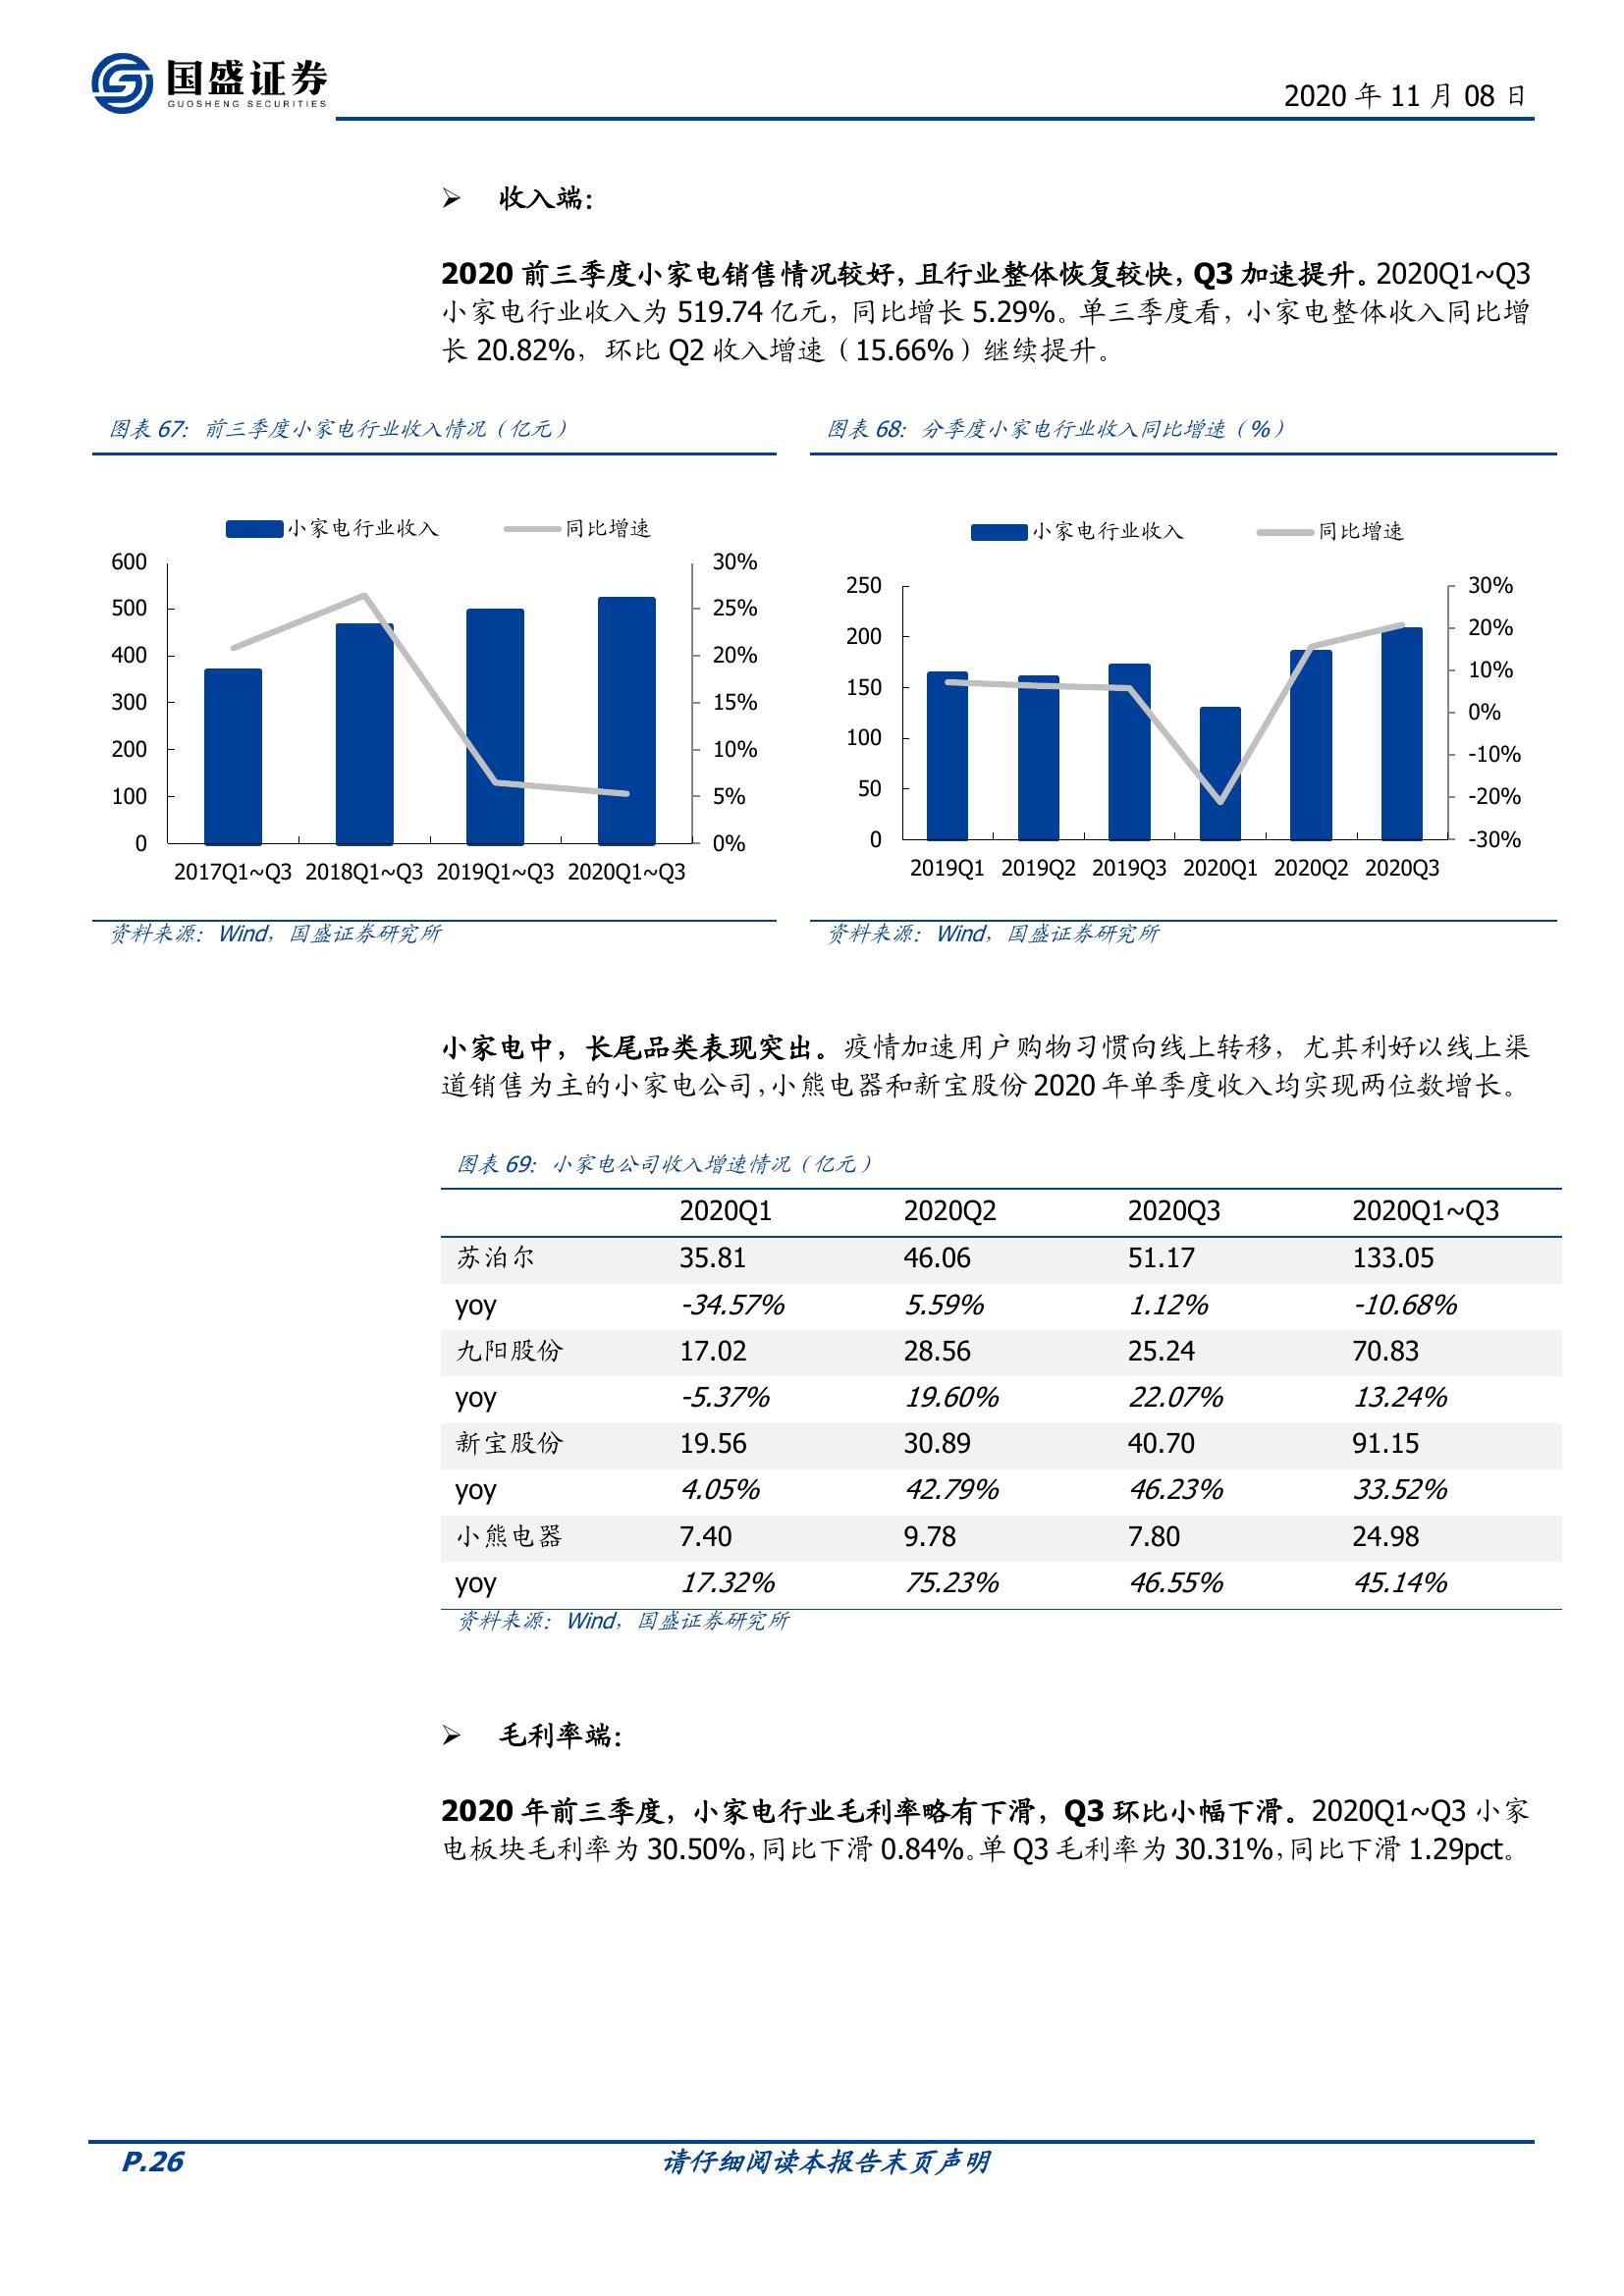 国盛证券
GUOSHENG SECURITIES
2020 年 11 月 08 日
➢ 收入端：
2020 前三季度小家电销售情况较好，且行业整体恢复较快，Q3 加速提升。2020Q1~Q3
小家电行业收入为 519.74 亿元，同比增长 5.29%。单三季度看，小家电整体收入同比增
长 20.82%，环比 Q2 收入增速（15.66%）继续提升。
图表 67：前三季度小家电行业收入情况（亿元）
小家电行业收入 同比增速
600 30%
500 25%
400 20%
300 15%
200 10%
100 5%
0 0%
2017Q1~Q3 2018Q1~Q3 2019Q1~Q3 2020Q1~Q3
资料来源：Wind，国盛证券研究所
图表 68：分季度小家电行业收入同比增速（%）
小家电行业收入 同比增速
250 30%
200 20%
150 10%
100 0%
50 -10%
0 -20%
-30%
2019Q1 2019Q2 2019Q3 2020Q1 2020Q2 2020Q3
资料来源：Wind，国盛证券研究所
小家电中，长尾品类表现突出。疫情加速用户购物习惯向线上转移，尤其利好以线上渠
道销售为主的小家电公司，小熊电器和新宝股份 2020 年单季度收入均实现两位数增长。
图表 69：小家电公司收入增速情况（亿元）
2020Q1 2020Q2 2020Q3 2020Q1~Q3
苏泊尔 35.81 46.06 51.17 133.05
yoy -34.57% 5.59% 1.12% -10.68%
九阳股份 17.02 28.56 25.24 70.83
yoy -5.37% 19.60% 22.07% 13.24%
新宝股份 19.56 30.89 40.70 91.15
yoy 4.05% 42.79% 46.23% 33.52%
小熊电器 7.40 9.78 7.80 24.98
yoy 17.32% 75.23% 46.55% 45.14%
资料来源：Wind，国盛证券研究所
➢ 毛利率端：
2020 年前三季度，小家电行业毛利率略有下滑，Q3 环比小幅下滑。2020Q1~Q3 小家
电板块毛利率为 30.50%，同比下滑 0.84%。单 Q3 毛利率为 30.31%，同比下滑 1.29pct。
P.26 请仔细阅读本报告末页声明